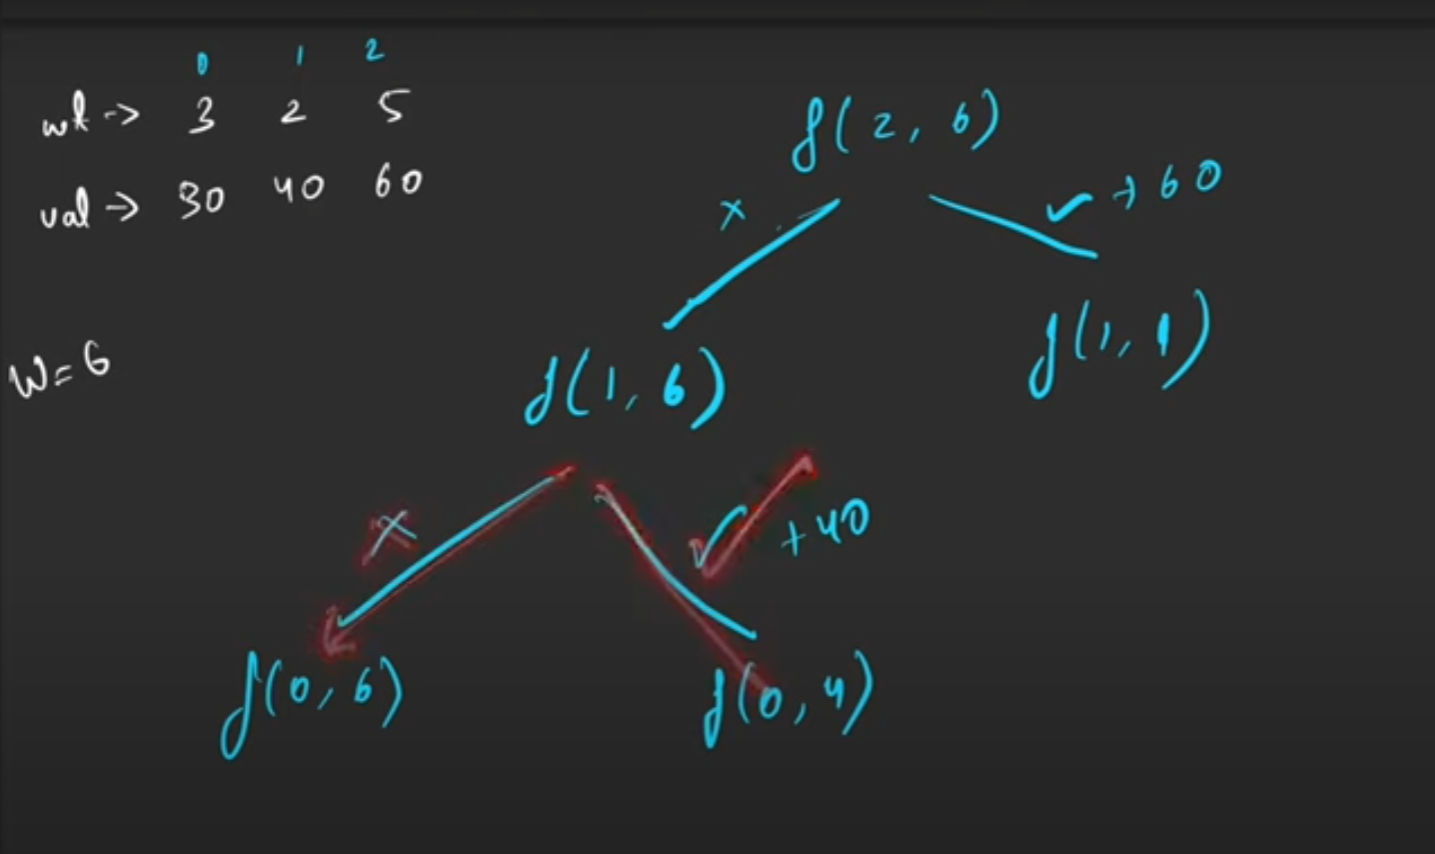 0 1 2
wt -> 3 2 5
val -> 30 40 60
W = 6
f(2, 6)
x ✓ + 60
f(1, 6) f(1, 1)
x ✓ + 40
f(0, 6) f(0, 4)